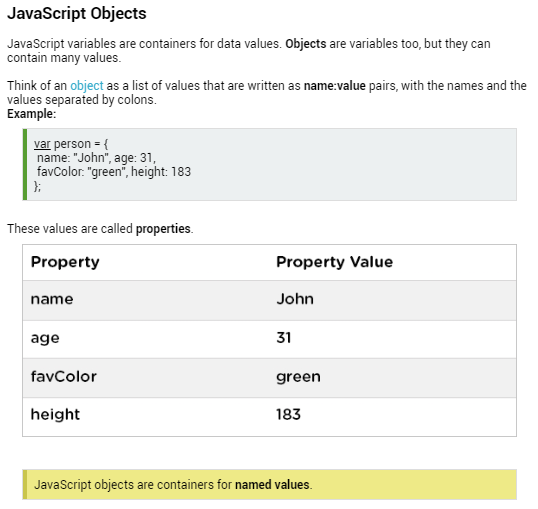 JavaScript Objects
JavaScript variables are containers for data values. Objects are variables too, but they can
contain many values.
Think of an object as a list of values that are written as name:value pairs, with the names and the
values separated by colons.
Example:
var person = {
name: "John", age: 31,
favColor: "green", height: 183
};
These values are called properties.
Property Property Value
name John
age 31
favColor green
height 183
JavaScript objects are containers for named values.